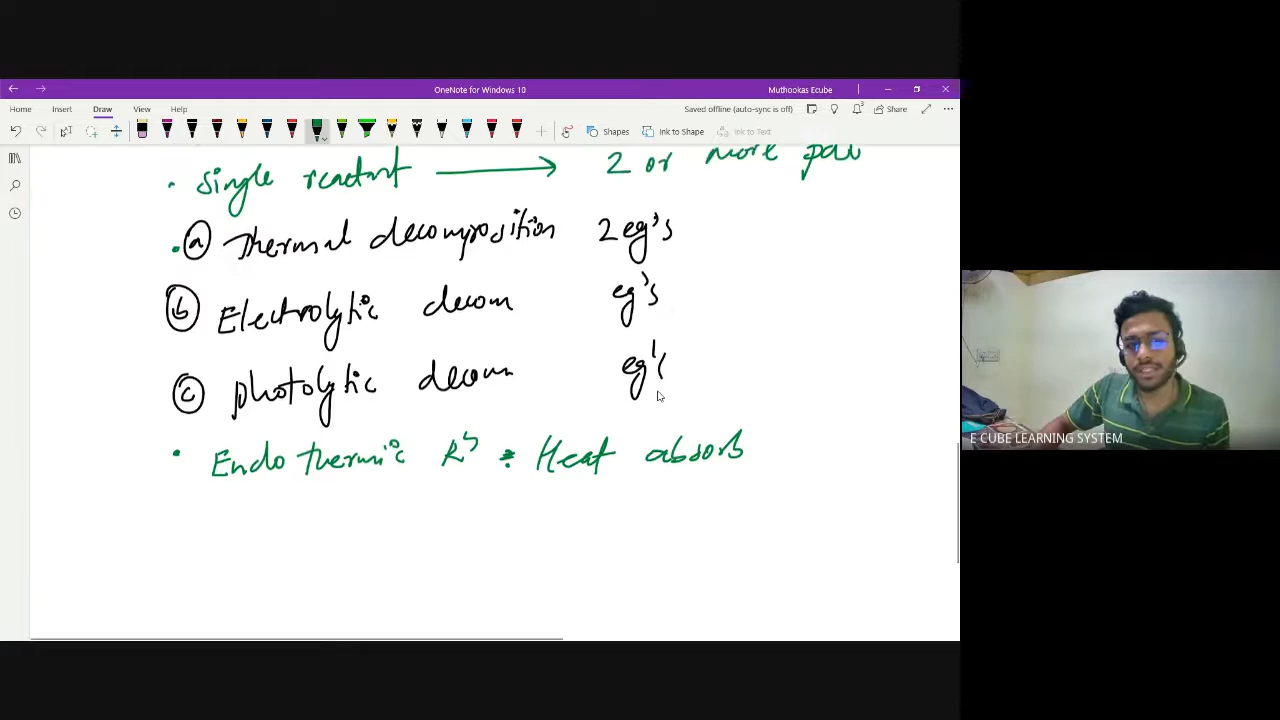 OneNote for Windows 10
Muthookas Ecube
Home Insert Draw View Help
Saved offline (auto-sync is off)
Share
Shapes
Ink to Shape
Ink to Text
• Single reactant → 2 or more
• (a) Thermal decomposition 2 eg's
(b) Electrolytic decom eg's
(c) photolytic decom eg's
• Endothermic : Heat absorb
E CUBE LEARNING SYSTEM